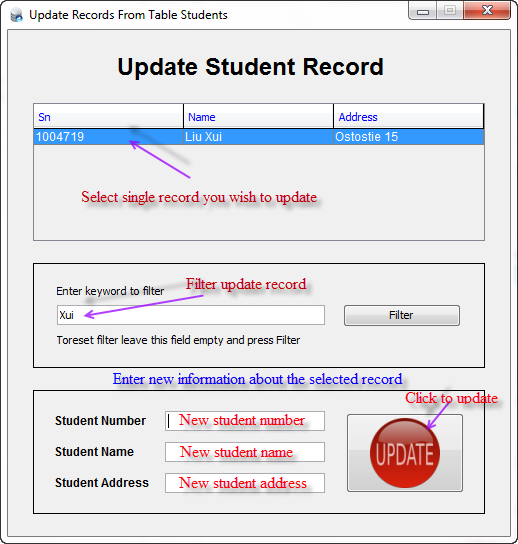 Update Records From Table Students
Update Student Record
Sn Name Address
1004719 Liu Xui Ostostie 15
Select single record you wish to update
Enter keyword to filter
Filter update record
Xui
Filter
Toreset filter leave this field empty and press Filter
Enter new information about the selected record
Click to update
Student Number New student number
Student Name New student name
UPDATE
Student Address New student address